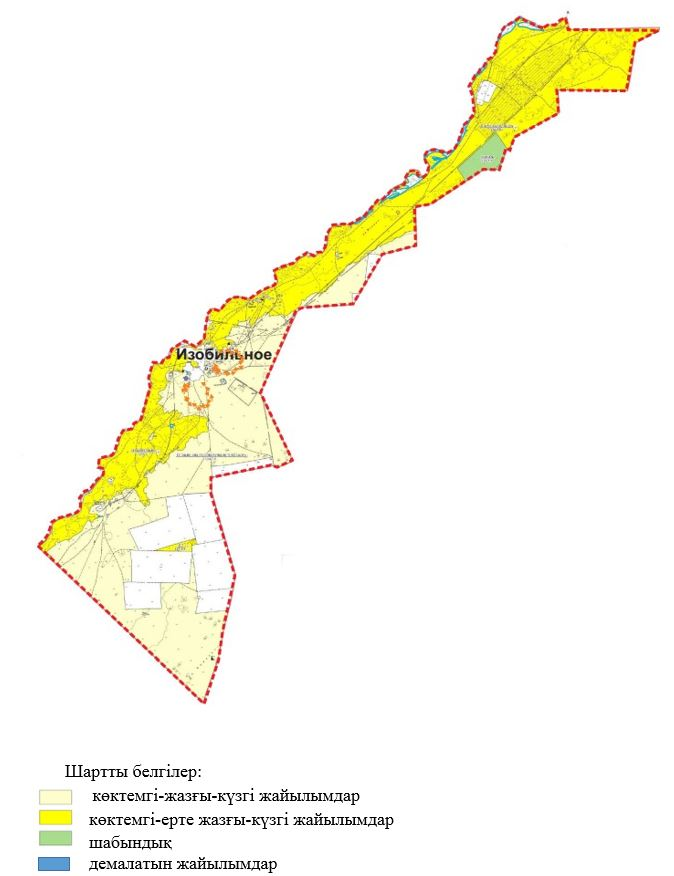 Изобильное
Шартты белгілер:
көктемгі-жазғы-күзгі жайылымдар
көктемгі-ерте жазғы-күзгі жайылымдар
шабындық
демалатын жайылымдар